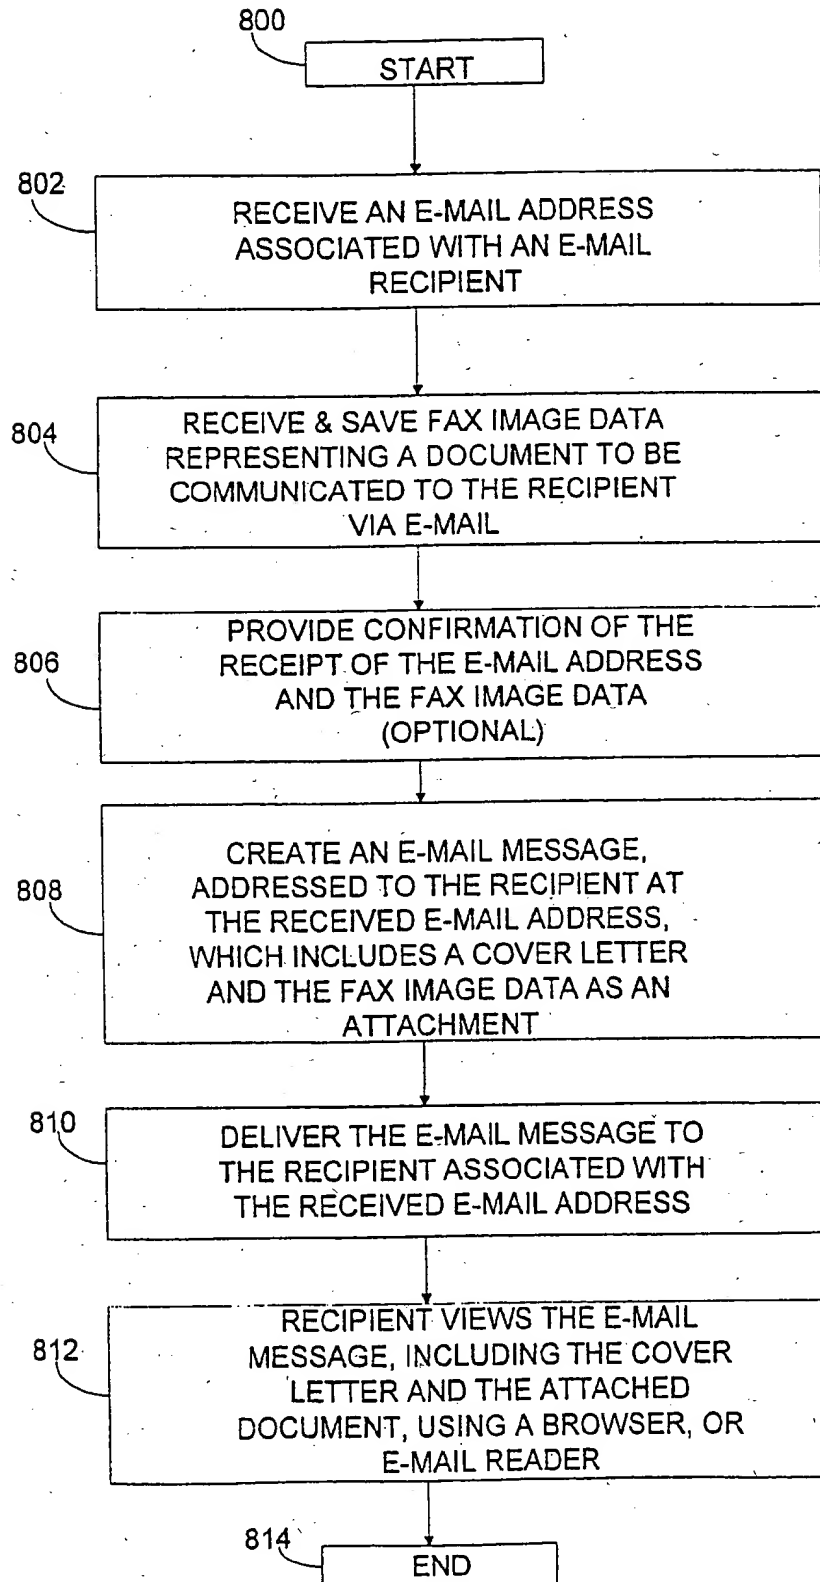 800
START
802
RECEIVE AN E-MAIL ADDRESS
ASSOCIATED WITH AN E-MAIL
RECIPIENT
804
RECEIVE & SAVE FAX IMAGE DATA
REPRESENTING A DOCUMENT TO BE
COMMUNICATED TO THE RECIPIENT
VIA E-MAIL
806
PROVIDE CONFIRMATION OF THE
RECEIPT OF THE E-MAIL ADDRESS
AND THE FAX IMAGE DATA
(OPTIONAL)
808
CREATE AN E-MAIL MESSAGE,
ADDRESSED TO THE RECIPIENT AT
THE RECEIVED E-MAIL ADDRESS,
WHICH INCLUDES A COVER LETTER
AND THE FAX IMAGE DATA AS AN
ATTACHMENT
810
DELIVER THE E-MAIL MESSAGE TO
THE RECIPIENT ASSOCIATED WITH
THE RECEIVED E-MAIL ADDRESS
812
RECIPIENT VIEWS THE E-MAIL
MESSAGE, INCLUDING THE COVER
LETTER AND THE ATTACHED
DOCUMENT, USING A BROWSER, OR
E-MAIL READER
814
END